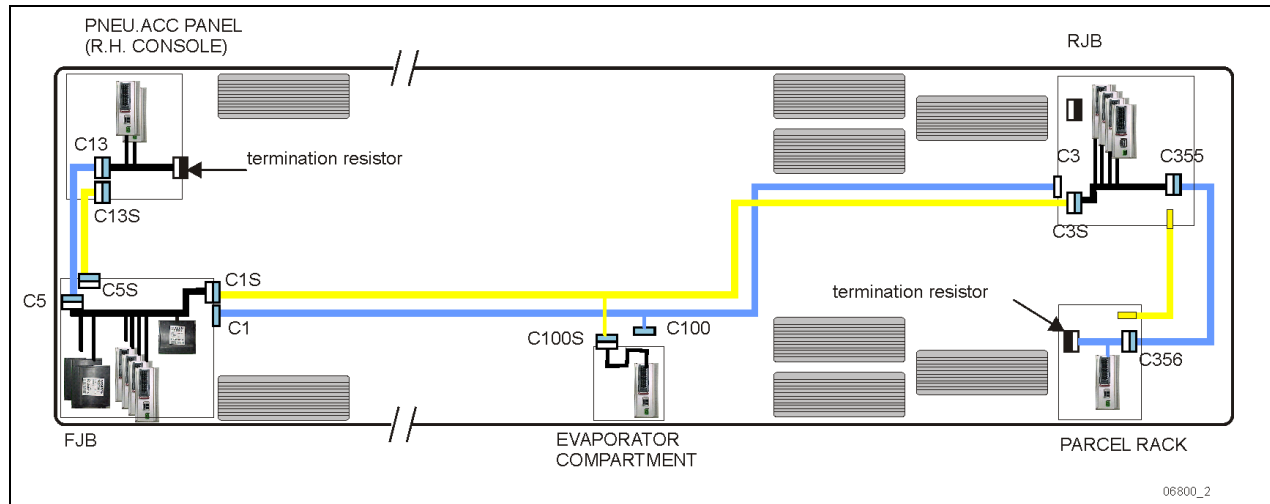 PNEU.ACC PANEL
(R.H. CONSOLE)
RJB
C13
termination resistor
C3
C355
C13S
C3S
C5
C5S
C1S
C1
termination resistor
C100S
C100
C356
FJB
EVAPORATOR
COMPARTMENT
PARCEL RACK
06800_2